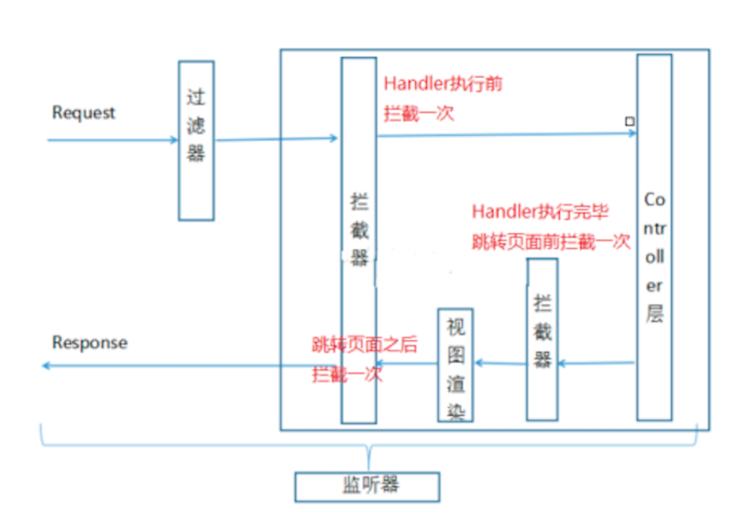 Request
过滤器
Handler执行前
拦截一次
拦截器
Handler执行完毕
跳转页面前拦截一次
Controller层
拦截器
视图渲染
Response
跳转页面之后
拦截一次
监听器